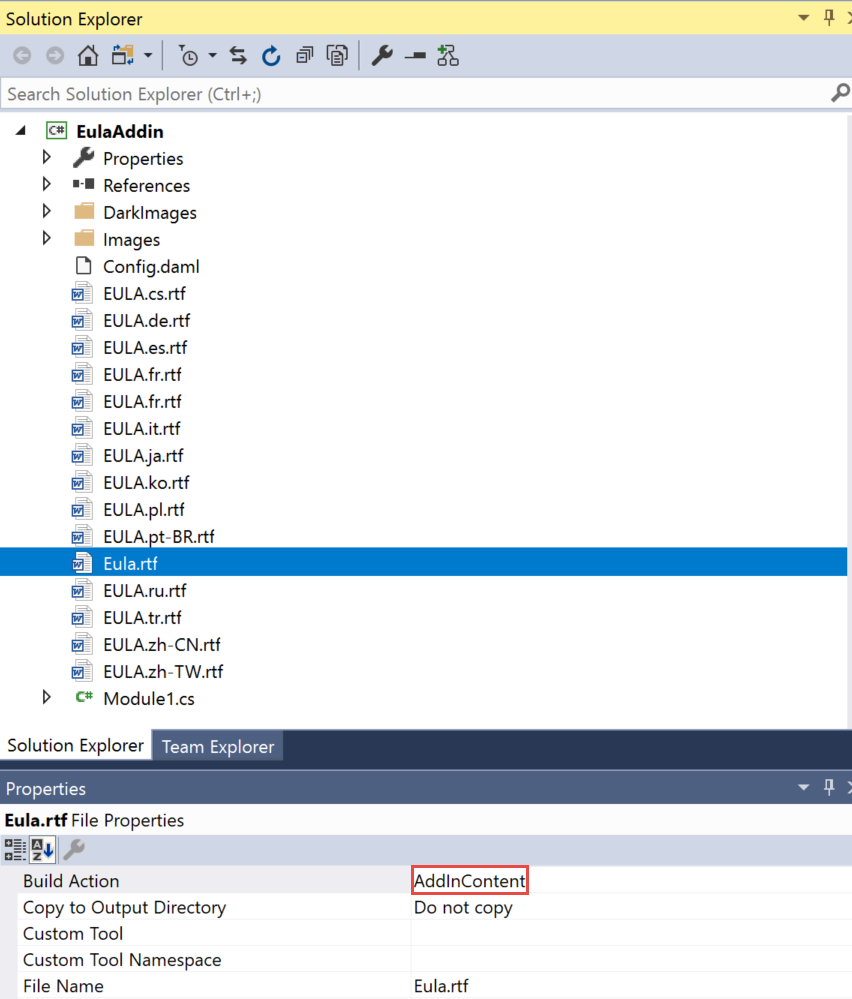 Solution Explorer
Search Solution Explorer (Ctrl+;)
C# EulaAddin
Properties
References
DarkImages
Images
Config.daml
EULA.cs.rtf
EULA.de.rtf
EULA.es.rtf
EULA.fr.rtf
EULA.fr.rtf
EULA.it.rtf
EULA.ja.rtf
EULA.ko.rtf
EULA.pl.rtf
EULA.pt-BR.rtf
Eula.rtf
EULA.ru.rtf
EULA.tr.rtf
EULA.zh-CN.rtf
EULA.zh-TW.rtf
C# Module1.cs
Solution Explorer Team Explorer
Properties
Eula.rtf File Properties
Build Action AddInContent
Copy to Output Directory Do not copy
Custom Tool
Custom Tool Namespace
File Name Eula.rtf